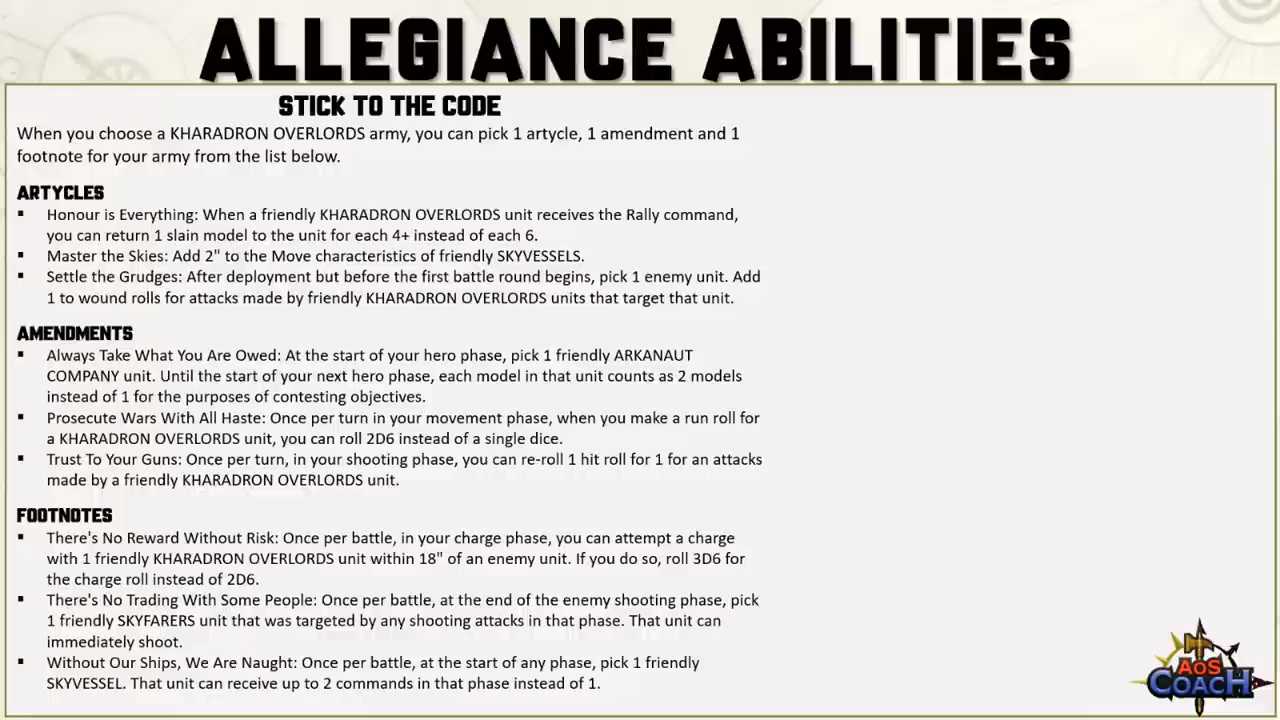 ALLEGIANCE ABILITIES
STICK TO THE CODE
When you choose a KHARADRON OVERLORDS army, you can pick 1 artycle, 1 amendment and 1
footnote for your army from the list below.
ARTYCLES
▪ Honour is Everything: When a friendly KHARADRON OVERLORDS unit receives the Rally command,
you can return 1 slain model to the unit for each 4+ instead of each 6.
▪ Master the Skies: Add 2" to the Move characteristics of friendly SKYVESSELS.
▪ Settle the Grudges: After deployment but before the first battle round begins, pick 1 enemy unit. Add
1 to wound rolls for attacks made by friendly KHARADRON OVERLORDS units that target that unit.
AMENDMENTS
▪ Always Take What You Are Owed: At the start of your hero phase, pick 1 friendly ARKANAUT
COMPANY unit. Until the start of your next hero phase, each model in that unit counts as 2 models
instead of 1 for the purposes of contesting objectives.
▪ Prosecute Wars With All Haste: Once per turn in your movement phase, when you make a run roll for
a KHARADRON OVERLORDS unit, you can roll 2D6 instead of a single dice.
▪ Trust To Your Guns: Once per turn, in your shooting phase, you can re-roll 1 hit roll for 1 for an attacks
made by a friendly KHARADRON OVERLORDS unit.
FOOTNOTES
▪ There's No Reward Without Risk: Once per battle, in your charge phase, you can attempt a charge
with 1 friendly KHARADRON OVERLORDS unit within 18" of an enemy unit. If you do so, roll 3D6 for
the charge roll instead of 2D6.
▪ There's No Trading With Some People: Once per battle, at the end of the enemy shooting phase, pick
1 friendly SKYFARERS unit that was targeted by any shooting attacks in that phase. That unit can
immediately shoot.
▪ Without Our Ships, We Are Naught: Once per battle, at the start of any phase, pick 1 friendly
SKYVESSEL. That unit can receive up to 2 commands in that phase instead of 1.
AoS
COACH